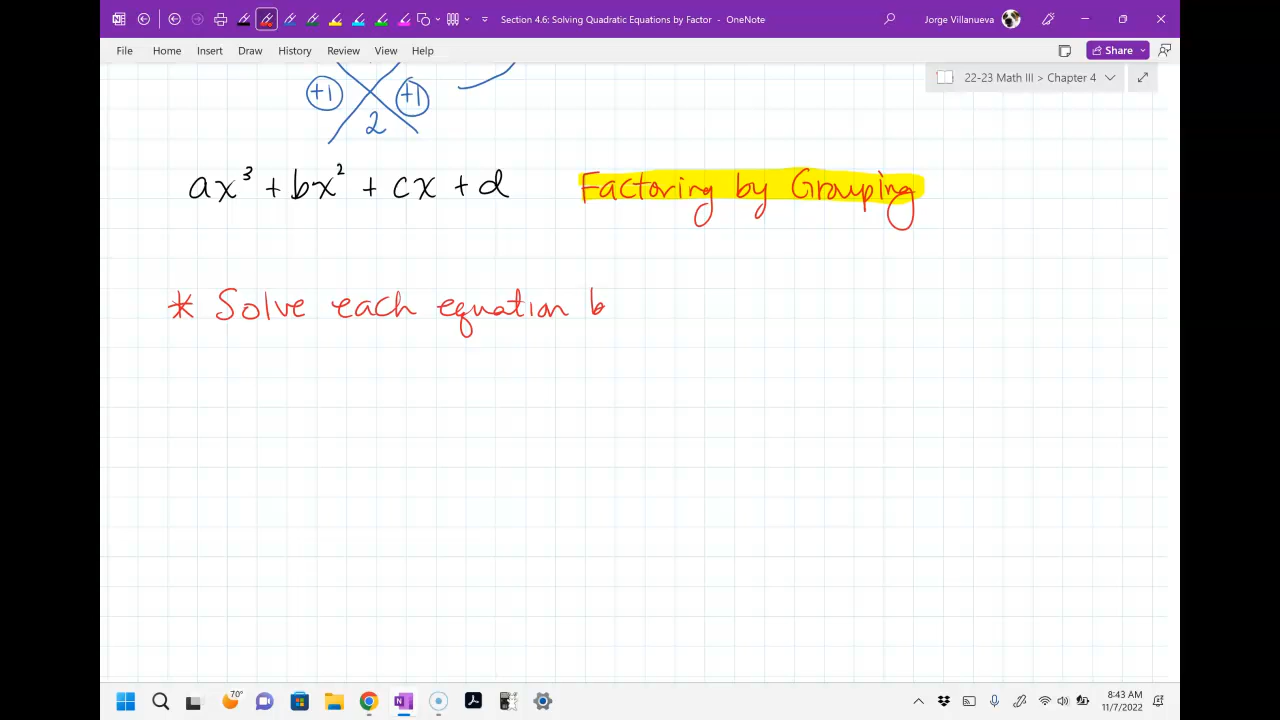 Section 4.6: Solving Quadratic Equations by Factor - OneNote
Jorge Villanueva
File Home Insert Draw History Review View Help
Share
22-23 Math III > Chapter 4
+1 +1
2
ax³ + bx² + cx + d Factoring by Grouping
* Solve each equation b
70°
8:43 AM
11/7/2022